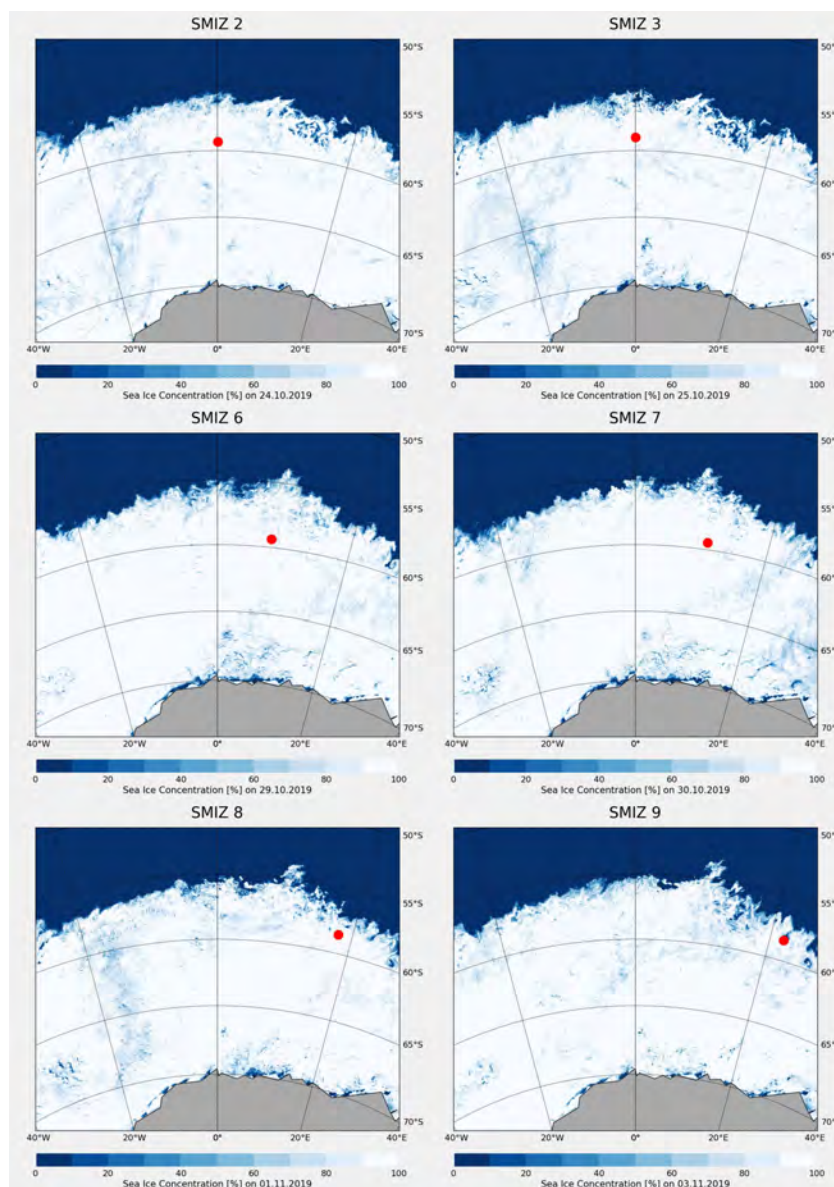 SMIZ 2 SMIZ 3
50°S 50°S
55°S 55°S
60°S 60°S
65°S 65°S
70°S 70°S
40°W 20°W 0° 20°E 40°E 40°W 20°W 0° 20°E 40°E
0 20 40 60 80 100 0 20 40 60 80 100
Sea Ice Concentration [%] on 24.10.2019 Sea Ice Concentration [%] on 25.10.2019
SMIZ 6 SMIZ 7
50°S 50°S
55°S 55°S
60°S 60°S
65°S 65°S
70°S 70°S
40°W 20°W 0° 20°E 40°E 40°W 20°W 0° 20°E 40°E
0 20 40 60 80 100 0 20 40 60 80 100
Sea Ice Concentration [%] on 29.10.2019 Sea Ice Concentration [%] on 30.10.2019
SMIZ 8 SMIZ 9
50°S 50°S
55°S 55°S
60°S 60°S
65°S 65°S
70°S 70°S
40°W 20°W 0° 20°E 40°E 40°W 20°W 0° 20°E 40°E
0 20 40 60 80 100 0 20 40 60 80 100
Sea Ice Concentration [%] on 01.11.2019 Sea Ice Concentration [%] on 03.11.2019